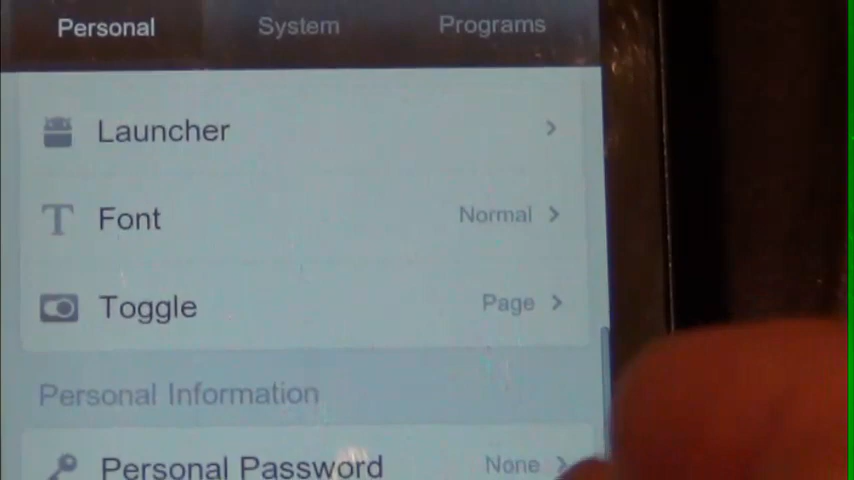 Personal System Programs
Launcher
Font Normal
Toggle Page
Personal Information
Personal Password None